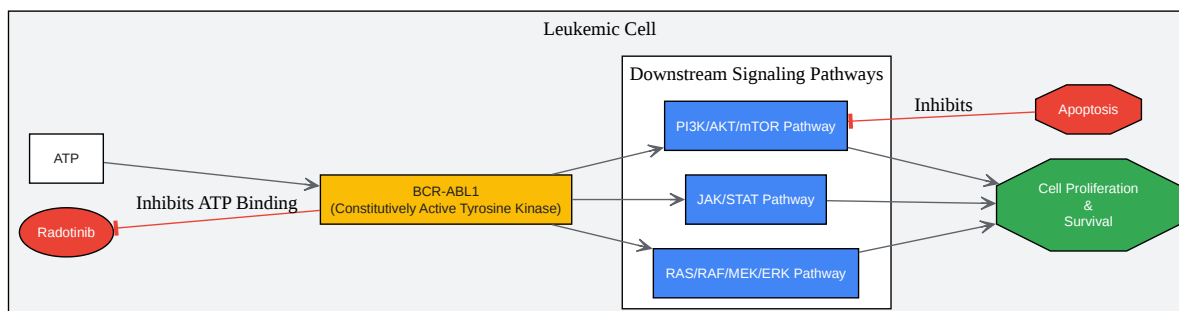 Leukemic Cell
Downstream Signaling Pathways
PI3K/AKT/mTOR Pathway
Inhibits
Apoptosis
ATP
BCR-ABL1
(Constitutively Active Tyrosine Kinase)
JAK/STAT Pathway
Cell Proliferation
&
Survival
Inhibits ATP Binding
Radotinib
RAS/RAF/MEK/ERK Pathway